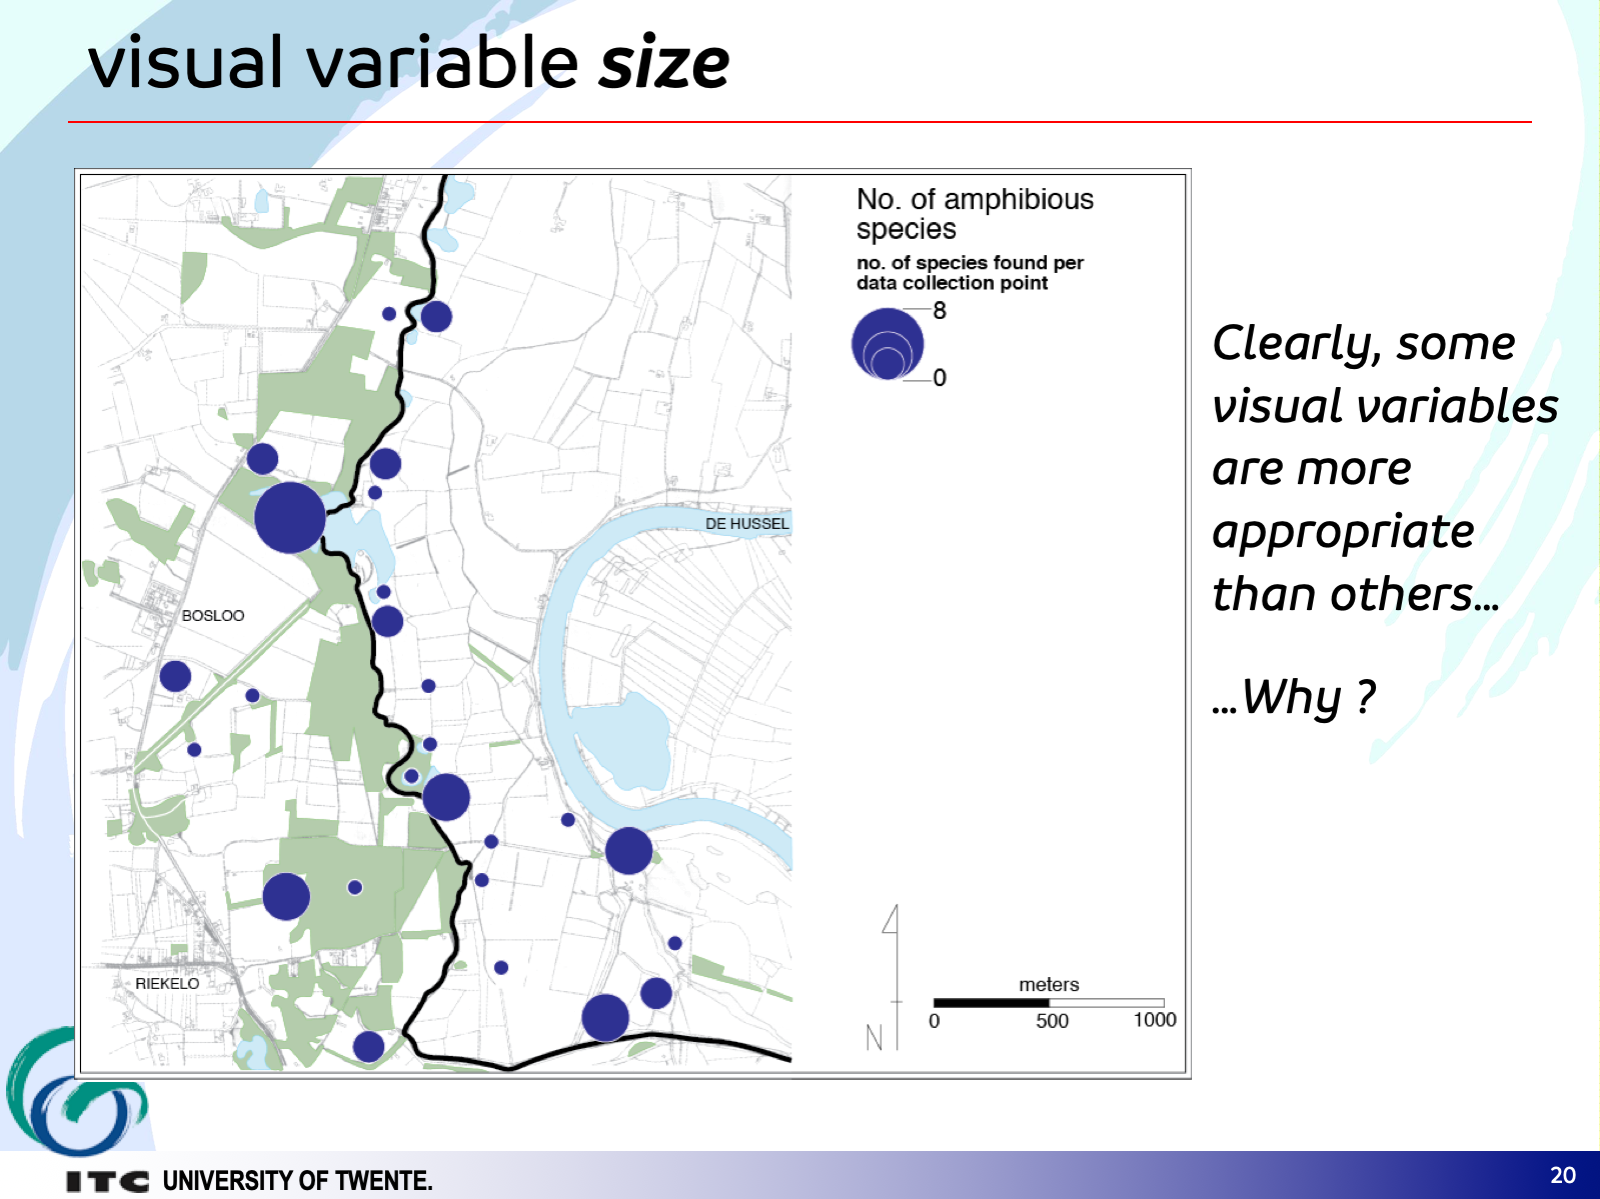 visual variable size
No. of amphibious
species
no. of species found per
data collection point
8
0
Clearly, some
visual variables
are more
appropriate
than others...
...Why ?
DE HUSSEL
BOSLOO
RIEKELO
meters
0 500 1000
N
ITC UNIVERSITY OF TWENTE.
20